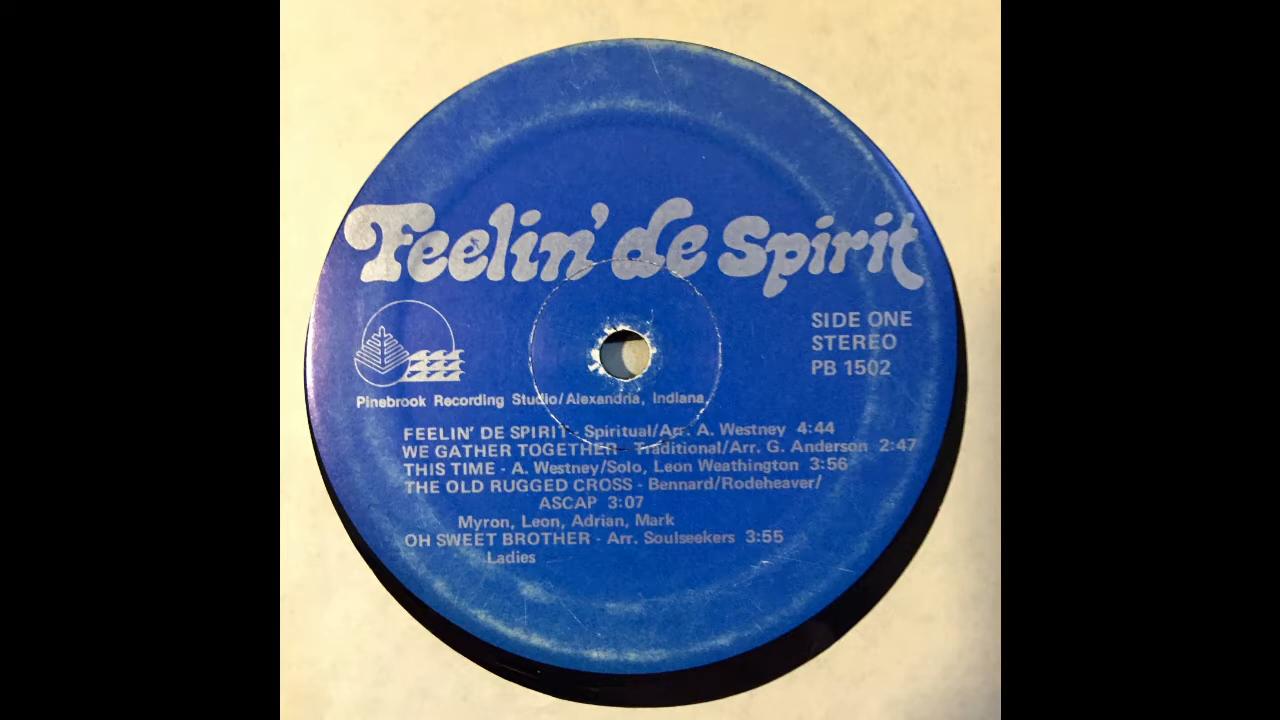 Feelin' de Spirit
SIDE ONE
STEREO
PB 1502
Pinebrook Recording Studio/Alexandria, Indiana,
FEELIN' DE SPIRIT - Spiritual/Arr. A. Westney 4:44
WE GATHER TOGETHER - Traditional/Arr. G. Anderson 2:47
THIS TIME - A. Westney/Solo, Leon Weathington 3:56
THE OLD RUGGED CROSS - Bennard/Rodeheaver/
ASCAP 3:07
Myron, Leon, Adrian, Mark
OH SWEET BROTHER - Arr. Soulseekers 3:55
Ladies